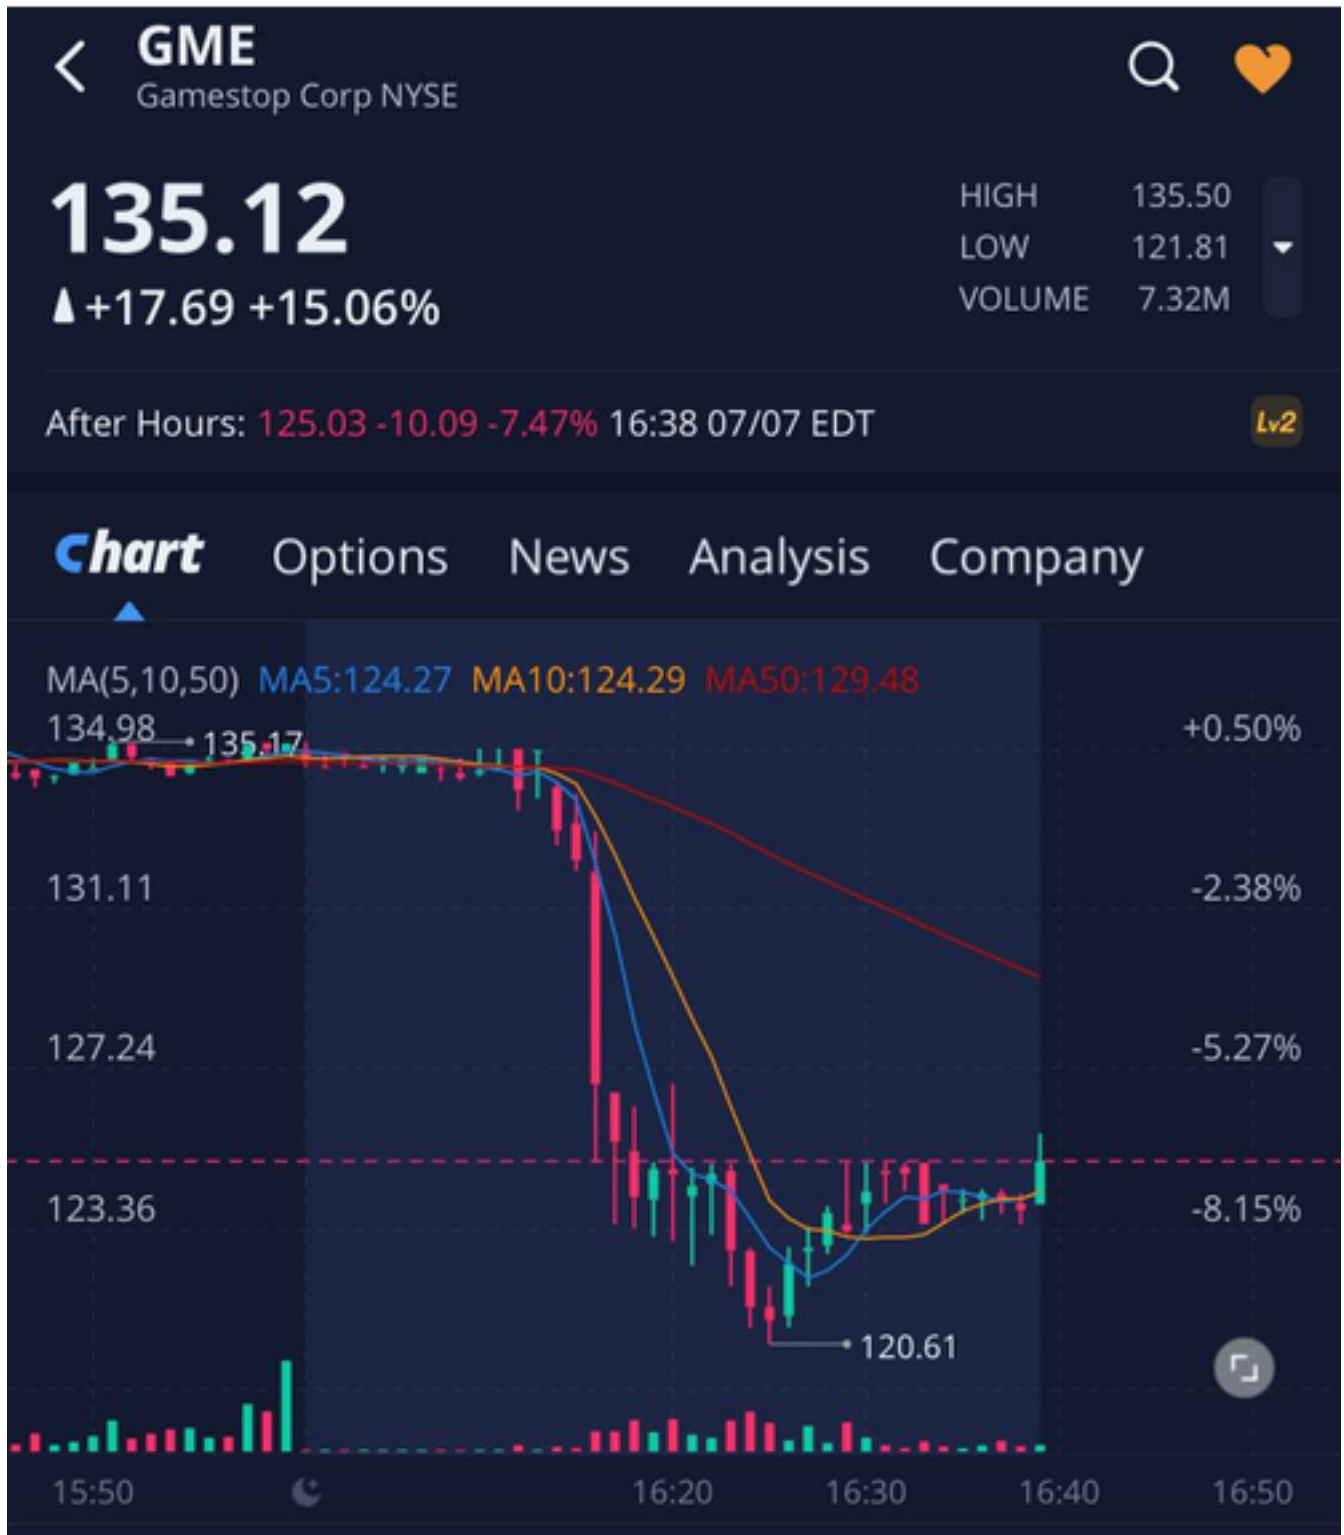 GME
Gamestop Corp NYSE
135.12
+17.69 +15.06%
HIGH 135.50
LOW 121.81
VOLUME 7.32M
After Hours: 125.03 -10.09 -7.47% 16:38 07/07 EDT
Lv2
Chart Options News Analysis Company
MA(5,10,50) MA5:124.27 MA10:124.29 MA50:129.48
134.98 +0.50%
135.17
131.11 -2.38%
127.24 -5.27%
123.36 -8.15%
120.61
15:50 16:20 16:30 16:40 16:50